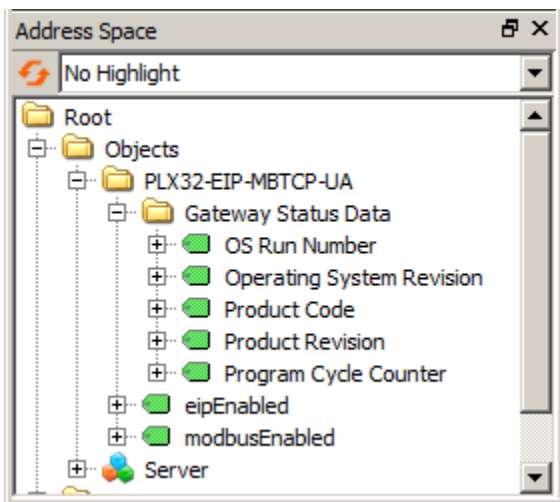 Address Space
No Highlight
Root
Objects
PLX32-EIP-MBTCP-UA
Gateway Status Data
OS Run Number
Operating System Revision
Product Code
Product Revision
Program Cycle Counter
eipEnabled
modbusEnabled
Server